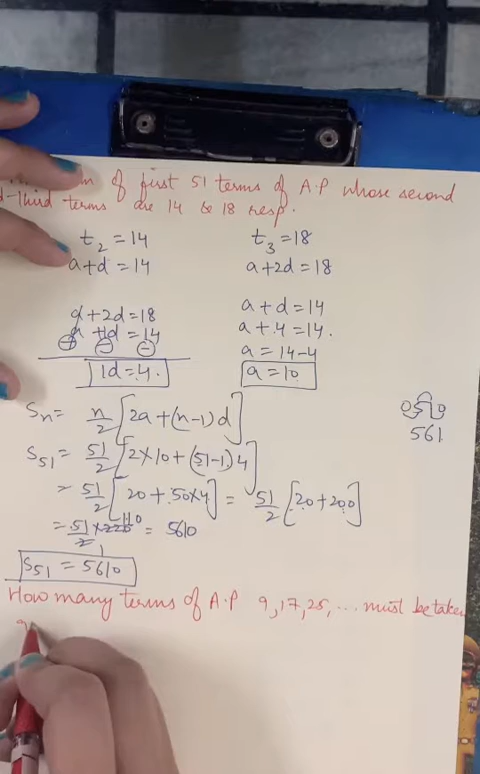 of first 51 terms of A.P whose second
third terms are 14 & 18 resp.
t₂ = 14 t₃ = 18
a+d = 14 a+2d = 18
a+2d = 18 a+d = 14
a+1d = 14 a+4 = 14.
⊖ ⊖ a = 14-4
1d = 4. a = 10
Sn = n/2 [2a+(n-1)d]
561
S₅₁ = 51/2 [2×10+(51-1)4]
= 51/2 [20+50×4] = 51/2 [20+200]
= 51/2 × 220 110 = 5610
1
S₅₁ = 5610
How many terms of A.P 9, 17, 25, ... must be taken